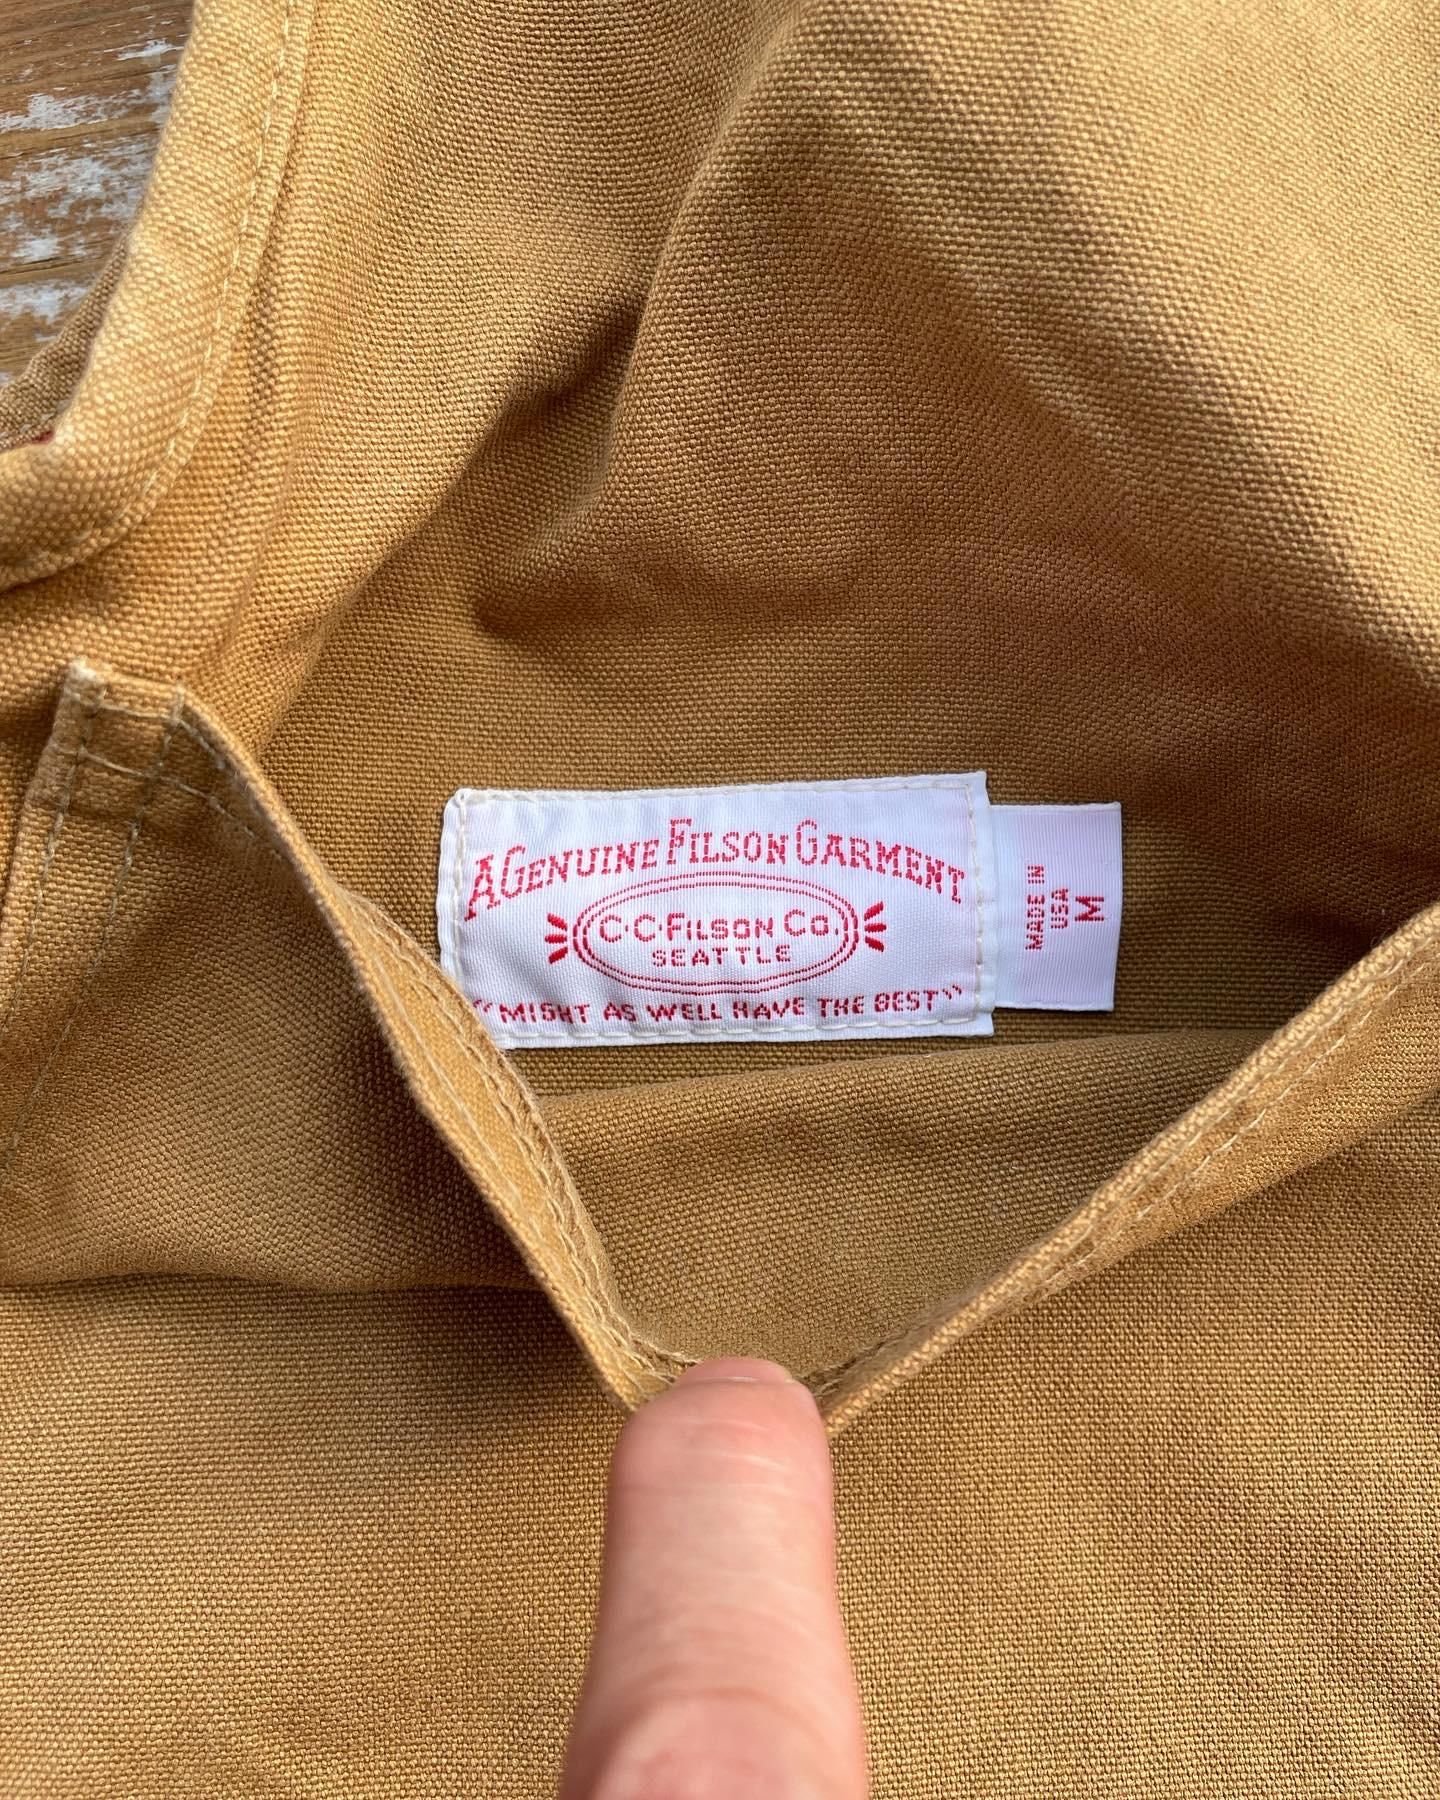 A GENUINE FILSON GARMENT
C·C·FILSON CO.
SEATTLE
"MIGHT AS WELL HAVE THE BEST"
MADE IN
USA
M